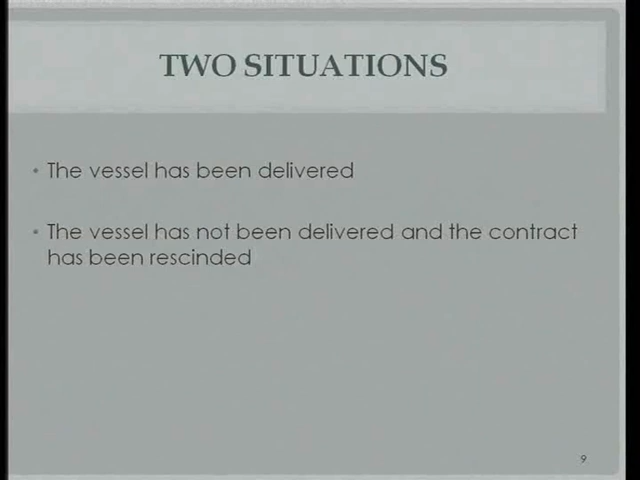 TWO SITUATIONS
• The vessel has been delivered
• The vessel has not been delivered and the contract
has been rescinded
9